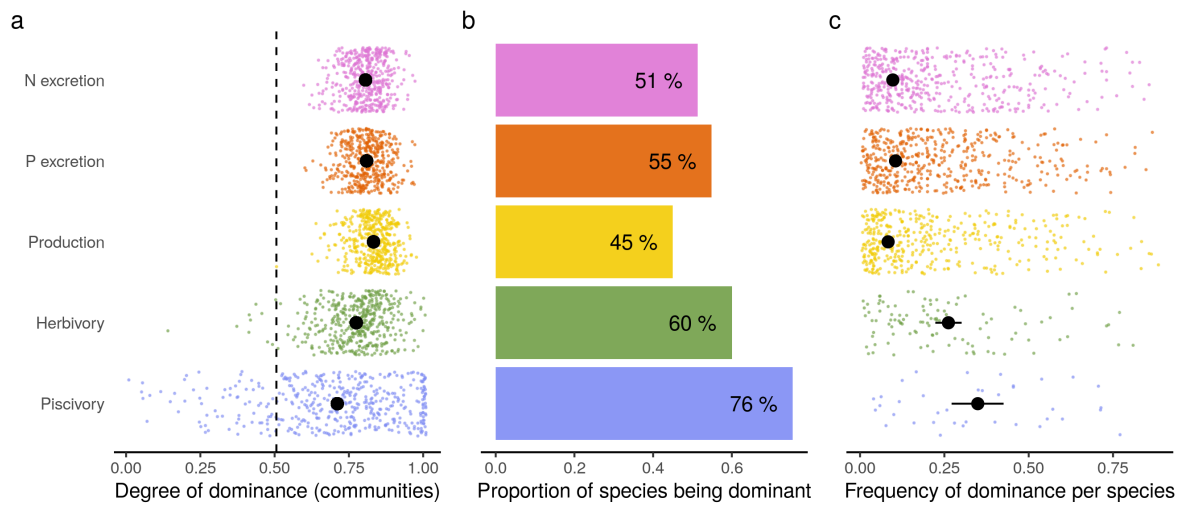 a
b
c
N excretion
P excretion
Production
Herbivory
Piscivory
51 %
55 %
45 %
60 %
76 %
0.00 0.25 0.50 0.75 1.00
0.0 0.2 0.4 0.6
0.00 0.25 0.50 0.75
Degree of dominance (communities)
Proportion of species being dominant
Frequency of dominance per species